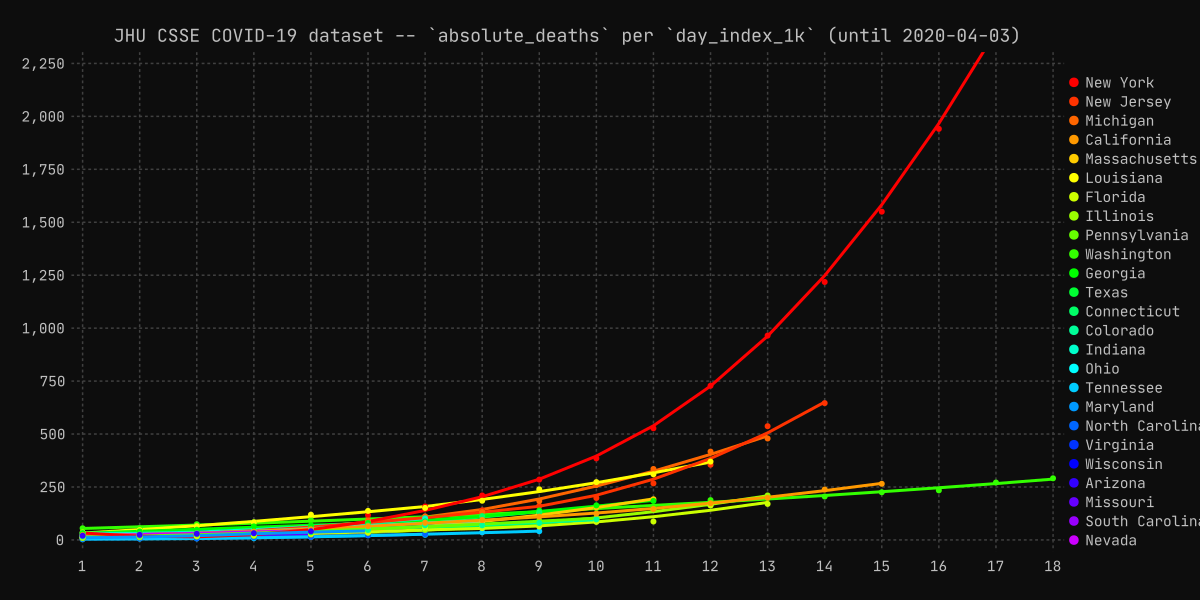 JHU CSSE COVID-19 dataset -- `absolute_deaths` per `day_index_1k` (until 2020-04-03)
2,250
2,000
1,750
1,500
1,250
1,000
750
500
250
0
1 2 3 4 5 6 7 8 9 10 11 12 13 14 15 16 17 18
New York
New Jersey
Michigan
California
Massachusetts
Louisiana
Florida
Illinois
Pennsylvania
Washington
Georgia
Texas
Connecticut
Colorado
Indiana
Ohio
Tennessee
Maryland
North Carolina
Virginia
Wisconsin
Arizona
Missouri
South Carolina
Nevada